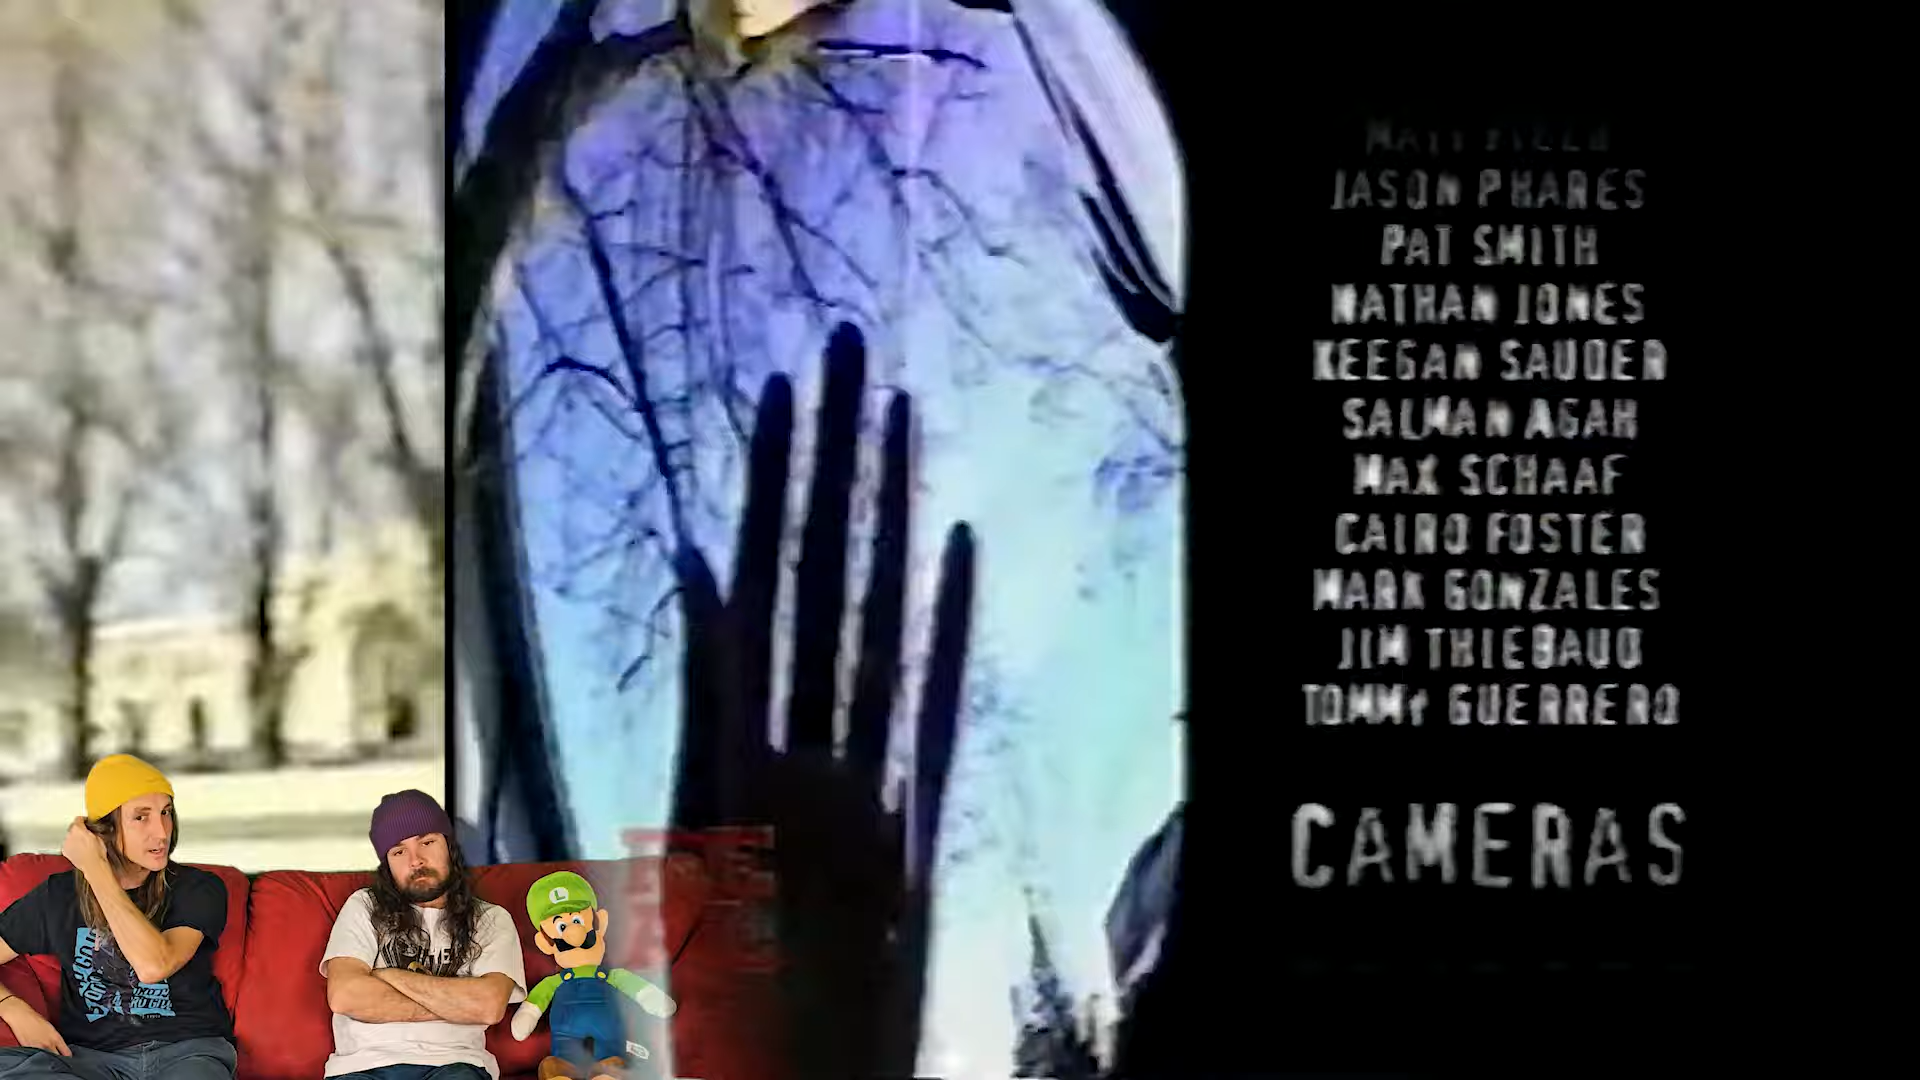 JASON PHARES
PAT SMITH
NATHAN JONES
KEEGAN SAUDER
SALMAN AGAH
MAX SCHAAF
CAIRO FOSTER
MARK GONZALES
JIM THIEBAUD
TOMMY GUERRERO
CAMERAS
L